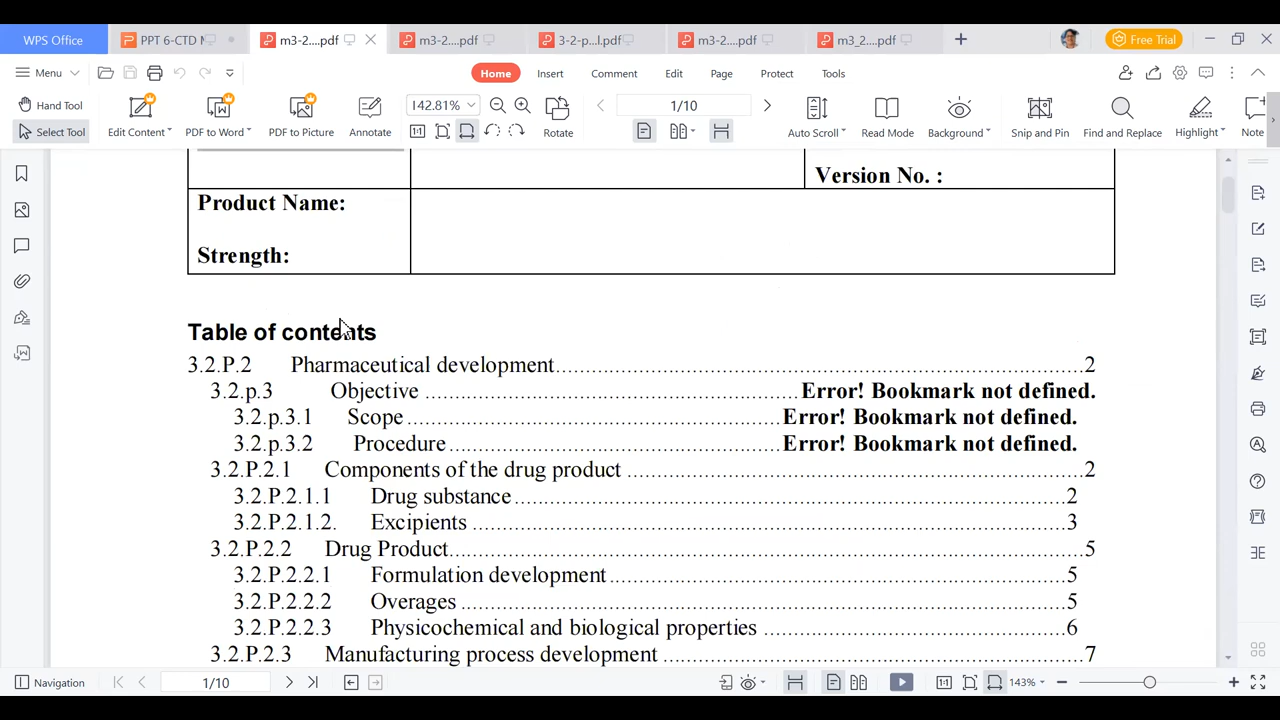 WPS Office
PPT 6-CTD M
m3-2....pdf
m3-2....pdf
3-2-p...l.pdf
m3-2....pdf
m3_2....pdf
Free Trial
Menu
Home
Insert
Comment
Edit
Page
Protect
Tools
Hand Tool
Select Tool
Edit Content
PDF to Word
PDF to Picture
Annotate
142.81%
Rotate
1/10
Auto Scroll
Read Mode
Background
Snip and Pin
Find and Replace
Highlight
Note
Version No. :
Product Name:
Strength:
Table of contents
3.2.P.2 Pharmaceutical development........2
3.2.p.3 Objective ........Error! Bookmark not defined.
3.2.p.3.1 Scope ........Error! Bookmark not defined.
3.2.p.3.2 Procedure ........Error! Bookmark not defined.
3.2.P.2.1 Components of the drug product ........2
3.2.P.2.1.1 Drug substance ........2
3.2.P.2.1.2. Excipients ........3
3.2.P.2.2 Drug Product........5
3.2.P.2.2.1 Formulation development ........5
3.2.P.2.2.2 Overages ........5
3.2.P.2.2.3 Physicochemical and biological properties ........6
3.2.P.2.3 Manufacturing process development ........7
Navigation
1/10
1:1
143%